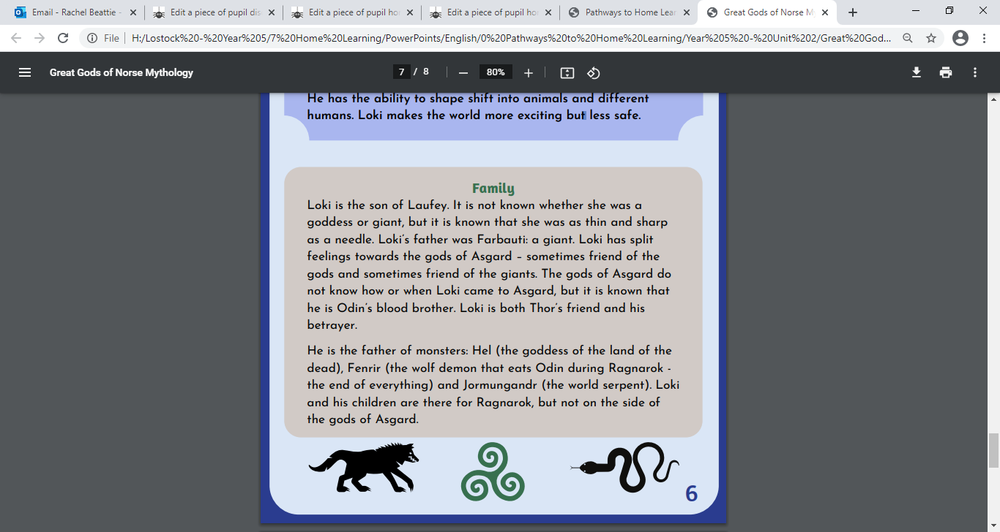 Email - Rachel Beattie -
Edit a piece of pupil dis
Edit a piece of pupil ho
Edit a piece of pupil ho
Pathways to Home Lear
Great Gods of Norse M
File
H:/Lostock%20-%20Year%205/7%20Home%20Learning/PowerPoints/English/0%20Pathways%20to%20Home%20Learning/Year%205%20-%20Unit%202/Great%20God...
Great Gods of Norse Mythology
7 / 8
80%
He has the ability to shape shift into animals and different
humans. Loki makes the world more exciting but less safe.
Family
Loki is the son of Laufey. It is not known whether she was a
goddess or giant, but it is known that she was as thin and sharp
as a needle. Loki's father was Farbauti: a giant. Loki has split
feelings towards the gods of Asgard – sometimes friend of the
gods and sometimes friend of the giants. The gods of Asgard do
not know how or when Loki came to Asgard, but it is known that
he is Odin's blood brother. Loki is both Thor's friend and his
betrayer.
He is the father of monsters: Hel (the goddess of the land of the
dead), Fenrir (the wolf demon that eats Odin during Ragnarok -
the end of everything) and Jormungandr (the world serpent). Loki
and his children are there for Ragnarok, but not on the side of
the gods of Asgard.
6